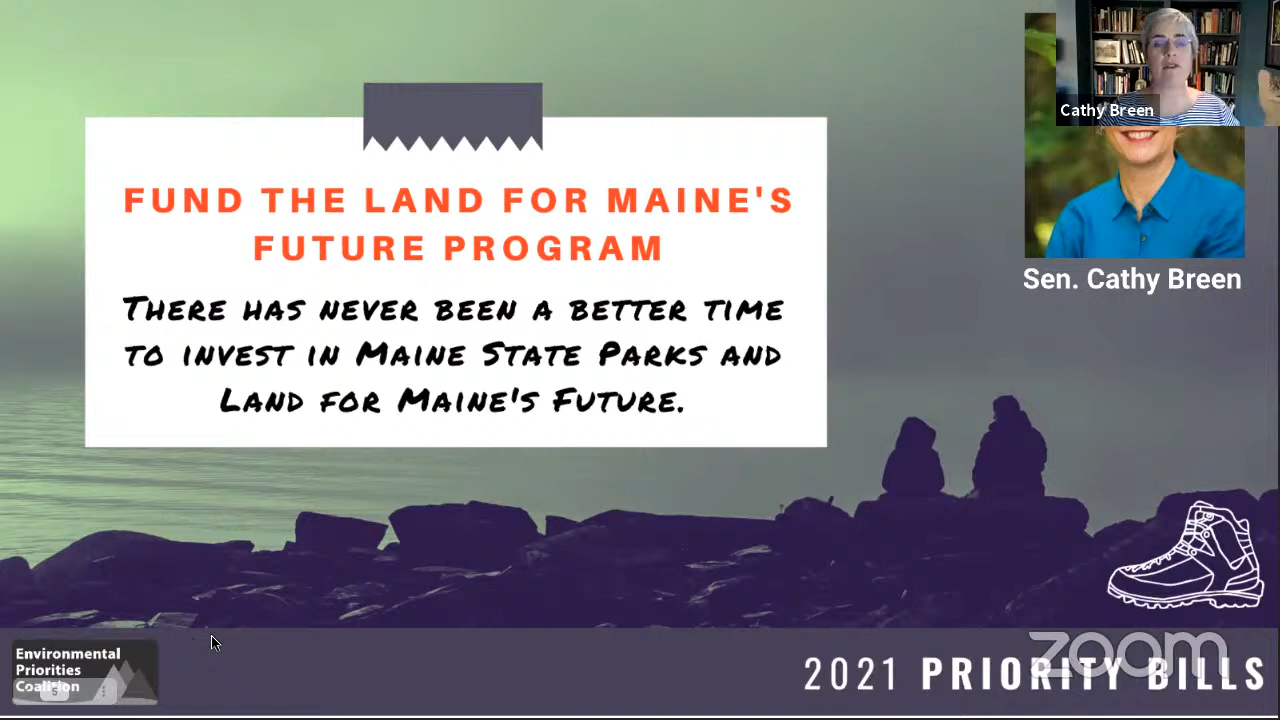 Cathy Breen
FUND THE LAND FOR MAINE'S
FUTURE PROGRAM
THERE HAS NEVER BEEN A BETTER TIME
TO INVEST IN MAINE STATE PARKS AND
LAND FOR MAINE'S FUTURE.
Sen. Cathy Breen
Environmental
Priorities
Coalition
5
2021 PRIORITY BILLS
zoom